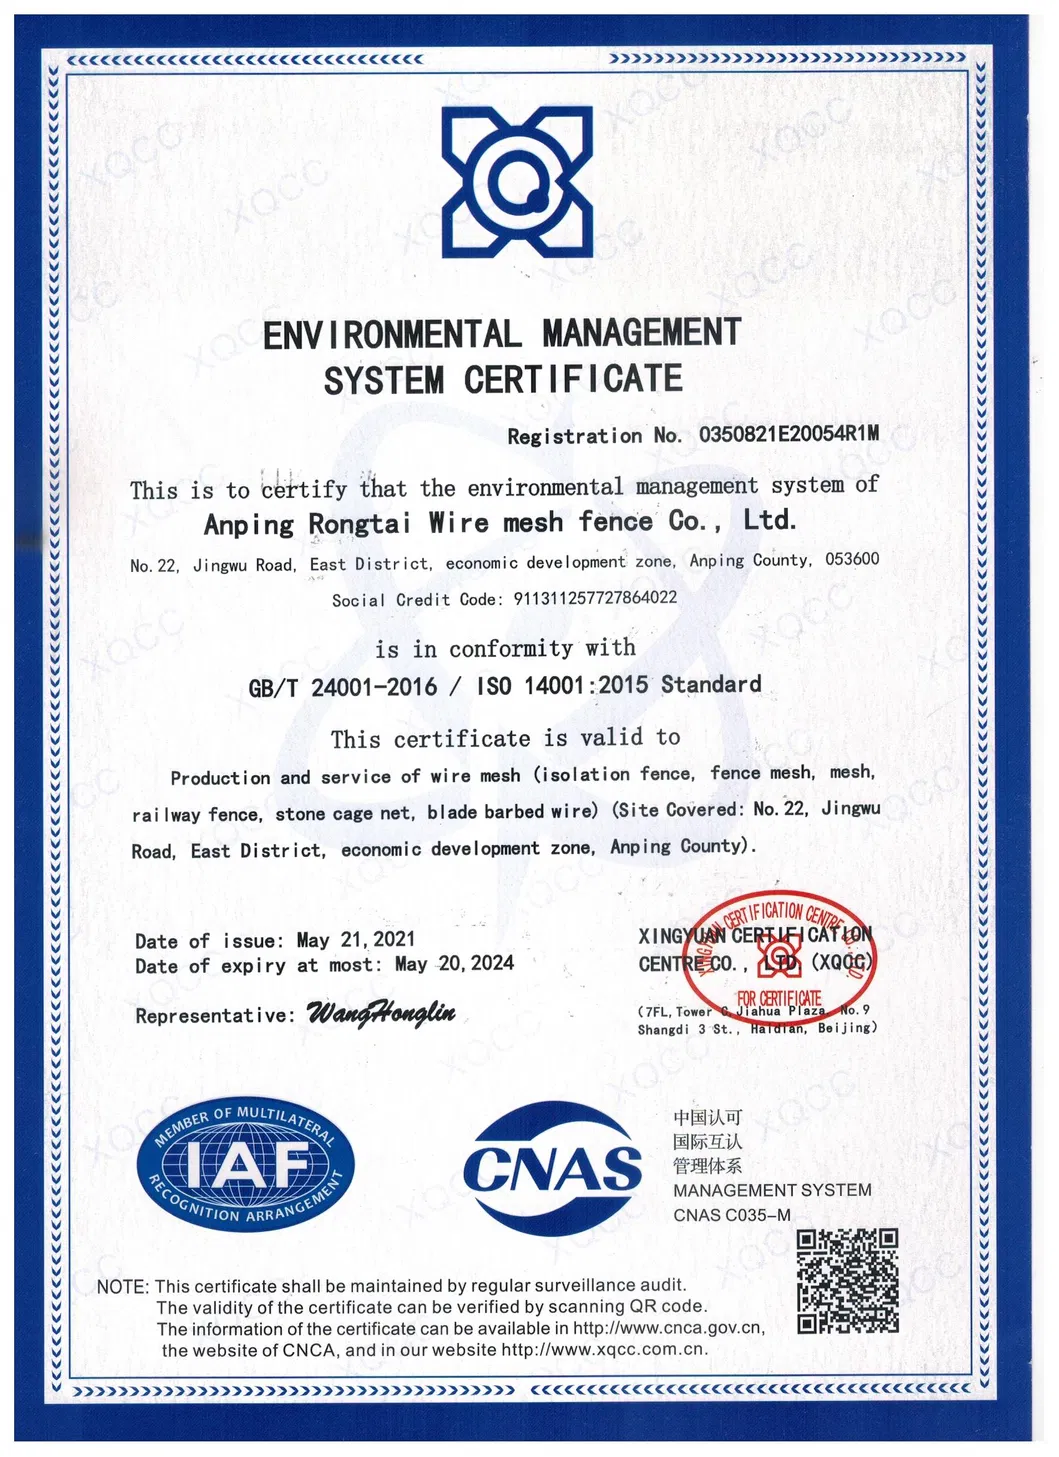 ENVIRONMENTAL MANAGEMENT
SYSTEM CERTIFICATE
Registration No. 0350821E20054R1M
This is to certify that the environmental management system of
Anping Rongtai Wire mesh fence Co., Ltd.
No.22, Jingwu Road, East District, economic development zone, Anping County, 053600
Social Credit Code: 911311257727864022
is in conformity with
GB/T 24001-2016 / ISO 14001:2015 Standard
This certificate is valid to
Production and service of wire mesh (isolation fence, fence mesh, mesh,
railway fence, stone cage net, blade barbed wire) (Site Covered: No.22, Jingwu
Road, East District, economic development zone, Anping County).
Date of issue: May 21,2021
Date of expiry at most: May 20,2024
Representative: WangHonglin
XINGYUAN CERTIFICATION
CENTRE CO., LTD. (XQCC)
(7FL, Tower C, Jiahua Plaza, No.9
Shangdi 3 St., Haidian, Beijing)
XINGYUAN CERTIFICATION CENTRE CO., LTD.
FOR CERTIFICATE
MEMBER OF MULTILATERAL
IAF
RECOGNITION ARRANGEMENT
CNAS
中国认可
国际互认
管理体系
MANAGEMENT SYSTEM
CNAS C035-M
NOTE: This certificate shall be maintained by regular surveillance audit.
The validity of the certificate can be verified by scanning QR code.
The information of the certificate can be available in http://www.cnca.gov.cn,
the website of CNCA, and in our website http://www.xqcc.com.cn.
XQCC